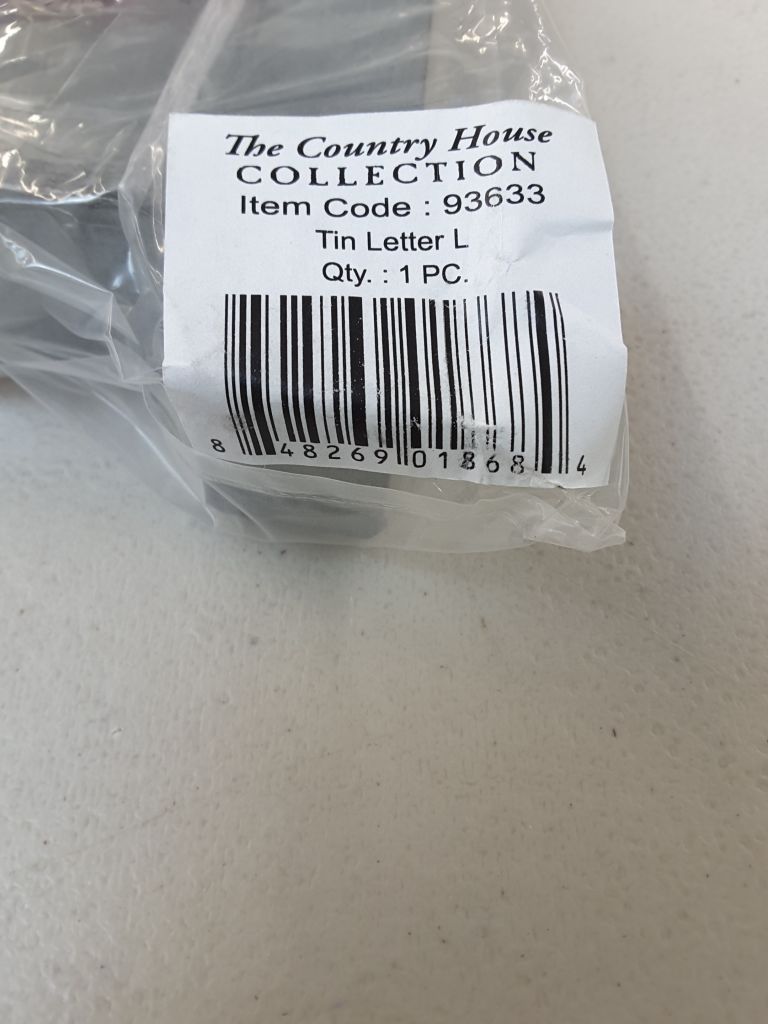 The Country House
COLLECTION
Item Code : 93633
Tin Letter L
Qty. : 1 PC.
8 48269 01868 4